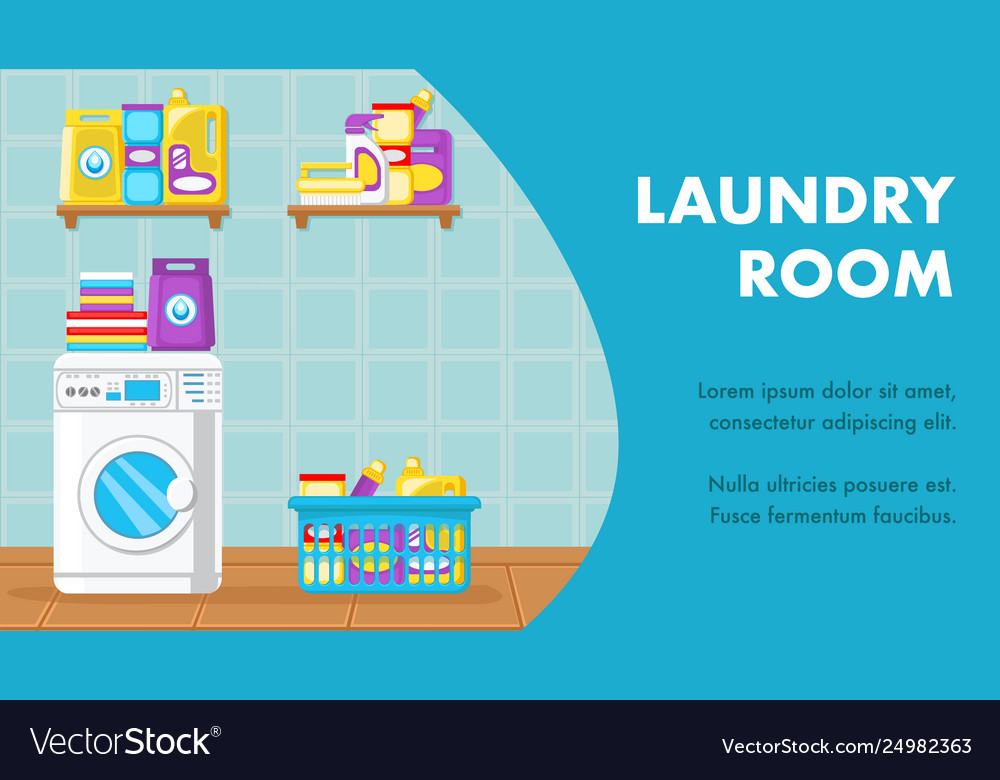 LAUNDRY
ROOM
Lorem ipsum dolor sit amet,
consectetur adipiscing elit.
Nulla ultricies posuere est.
Fusce fermentum faucibus.
VectorStock®
VectorStock.com/24982363